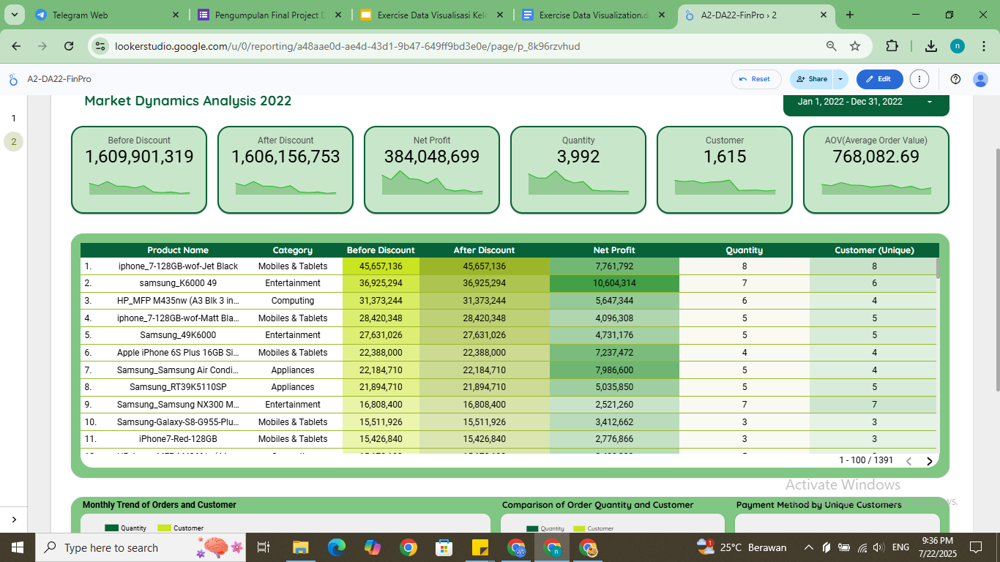 Telegram Web
Pengumpulan Final Project D
Exercise Data Visualisasi Kelo
Exercise Data Visualization.d
A2-DA22-FinPro › 2
lookerstudio.google.com/u/0/reporting/a48aae0d-ae4d-43d1-9b47-649ff9bd3e0e/page/p_8k96rzvhud
n
A2-DA22-FinPro
Reset
Share
Edit
1
2
Market Dynamics Analysis 2022
Jan 1, 2022 - Dec 31, 2022
Before Discount
1,609,901,319
After Discount
1,606,156,753
Net Profit
384,048,699
Quantity
3,992
Customer
1,615
AOV(Average Order Value)
768,082.69
Product Name Category Before Discount After Discount Net Profit Quantity Customer (Unique)
1. iphone_7-128GB-wof-Jet Black Mobiles & Tablets 45,657,136 45,657,136 7,761,792 8 8
2. samsung_K6000 49 Entertainment 36,925,294 36,925,294 10,604,314 7 6
3. HP_MFP M435nw (A3 Blk 3 in... Computing 31,373,244 31,373,244 5,647,344 6 4
4. iphone_7-128GB-wof-Matt Bla... Mobiles & Tablets 28,420,348 28,420,348 4,096,308 5 5
5. Samsung_49K6000 Entertainment 27,631,026 27,631,026 4,731,176 5 5
6. Apple iPhone 6S Plus 16GB Si... Mobiles & Tablets 22,388,000 22,388,000 7,237,472 4 4
7. Samsung_Samsung Air Condi... Appliances 22,184,710 22,184,710 7,986,600 5 4
8. Samsung_RT39K5110SP Appliances 21,894,710 21,894,710 5,035,850 5 5
9. Samsung_Samsung NX300 M... Entertainment 16,808,400 16,808,400 2,521,260 7 7
10. Samsung-Galaxy-S8-G955-Plu... Mobiles & Tablets 15,511,926 15,511,926 3,412,662 3 3
11. iPhone7-Red-128GB Mobiles & Tablets 15,426,840 15,426,840 2,776,866 3 3
1 - 100 / 1391
Activate Windows
Monthly Trend of Orders and Customer
Quantity Customer
Comparison of Order Quantity and Customer
Quantity Customer
Payment Method by Unique Customers
Type here to search
n
1
25°C Berawan
ENG
9:36 PM
7/22/2025